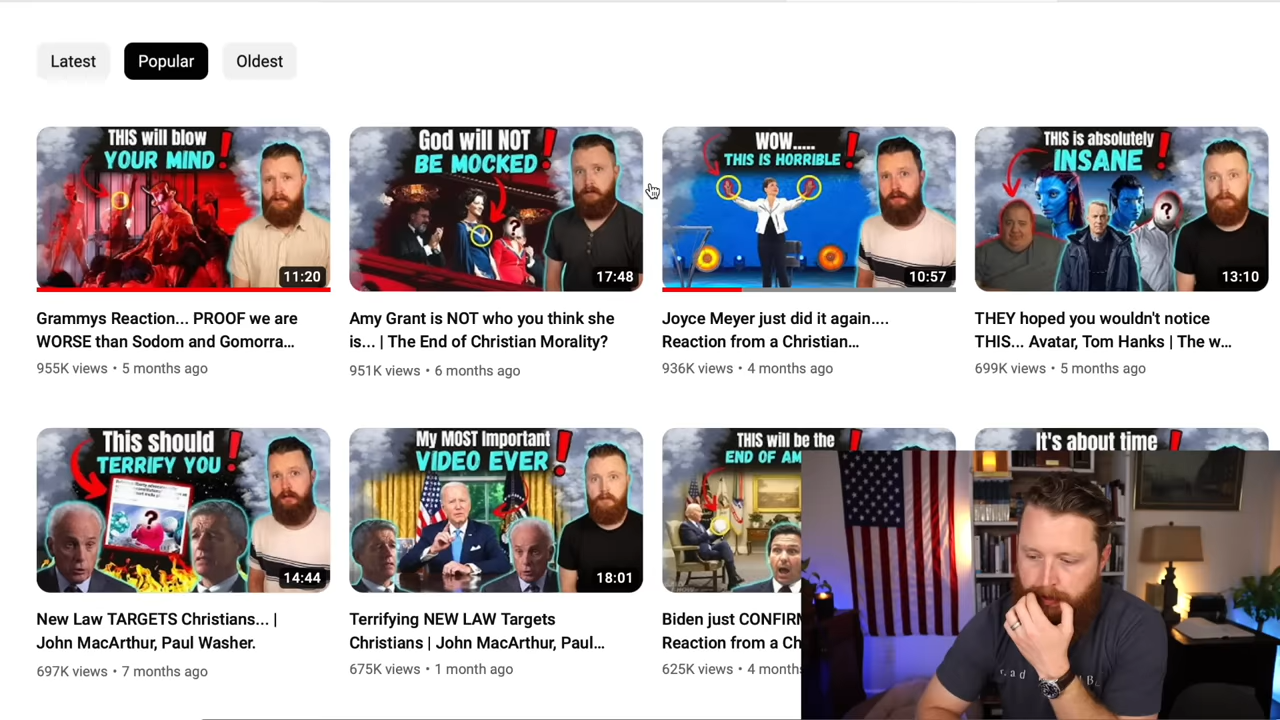 Latest
Popular
Oldest
THIS will blow
YOUR MIND
11:20
God will NOT
BE MOCKED
17:48
WOW.....
THIS IS HORRIBLE
10:57
THIS is absolutely
INSANE
13:10
Grammys Reaction... PROOF we are
WORSE than Sodom and Gomorra...
955K views • 5 months ago
Amy Grant is NOT who you think she
is... | The End of Christian Morality?
951K views • 6 months ago
Joyce Meyer just did it again....
Reaction from a Christian...
936K views • 4 months ago
THEY hoped you wouldn't notice
THIS... Avatar, Tom Hanks | The w...
699K views • 5 months ago
This should
TERRIFY YOU
14:44
My MOST Important
VIDEO EVER
18:01
THIS will be the
END OF AM
It's about time
New Law TARGETS Christians... |
John MacArthur, Paul Washer.
697K views • 7 months ago
Terrifying NEW LAW Targets
Christians | John MacArthur, Paul...
675K views • 1 month ago
Biden just CONFIR
Reaction from a Ch
625K views • 4 month